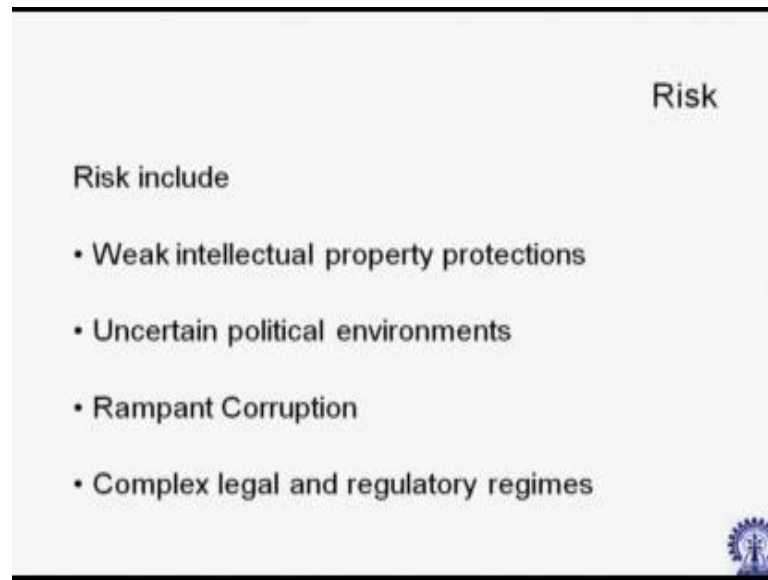 Risk
Risk include
• Weak intellectual property protections
• Uncertain political environments
• Rampant Corruption
• Complex legal and regulatory regimes